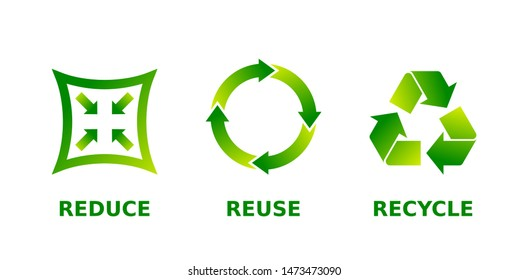 REDUCE REUSE RECYCLE
shutterstock.com · 1473473090